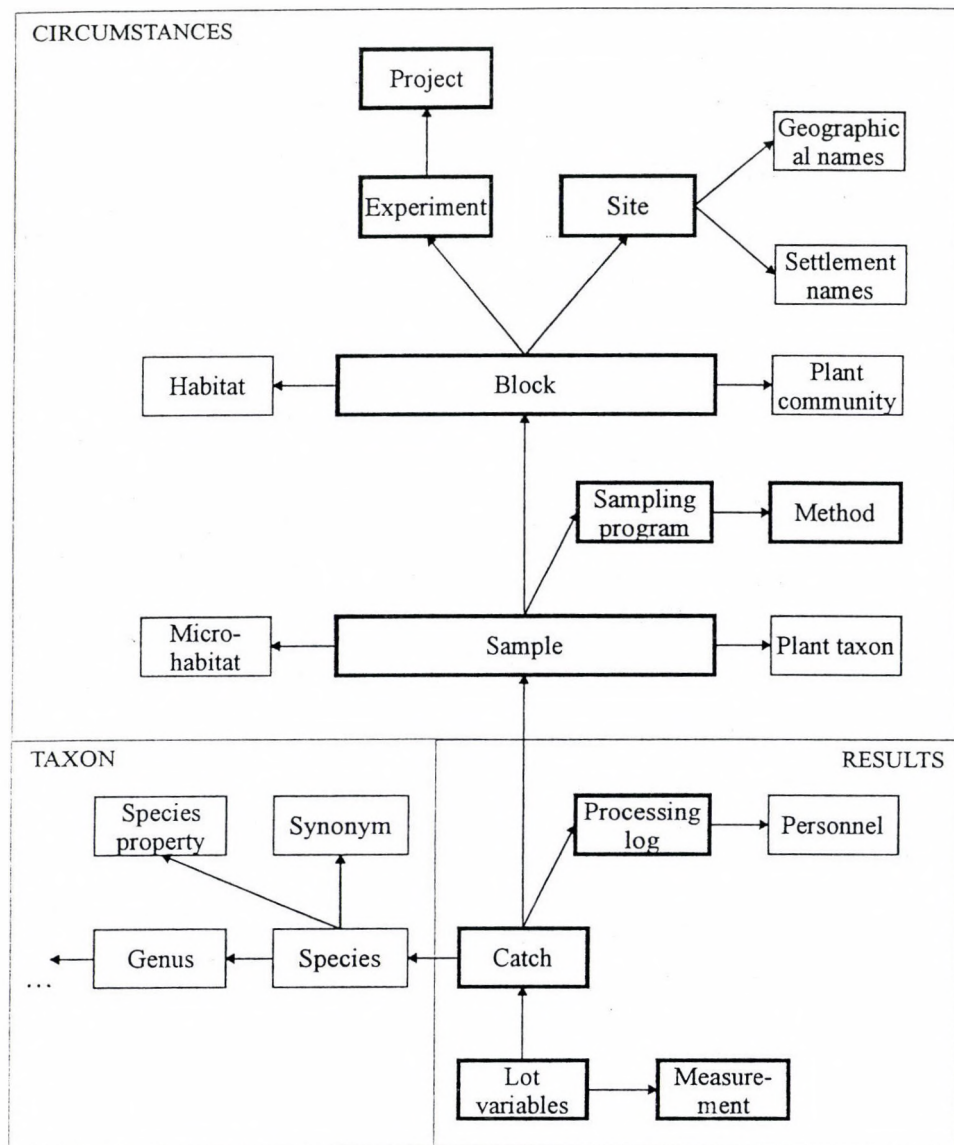 CIRCUMSTANCES
Project
Geographic
al names
Experiment
Site
Settlement
names
Habitat
Block
Plant
community
Sampling
program
Method
Micro-
habitat
Sample
Plant taxon
TAXON
RESULTS
Species
property
Synonym
Processing
log
Personnel
...
Genus
Species
Catch
Lot
variables
Measure-
ment